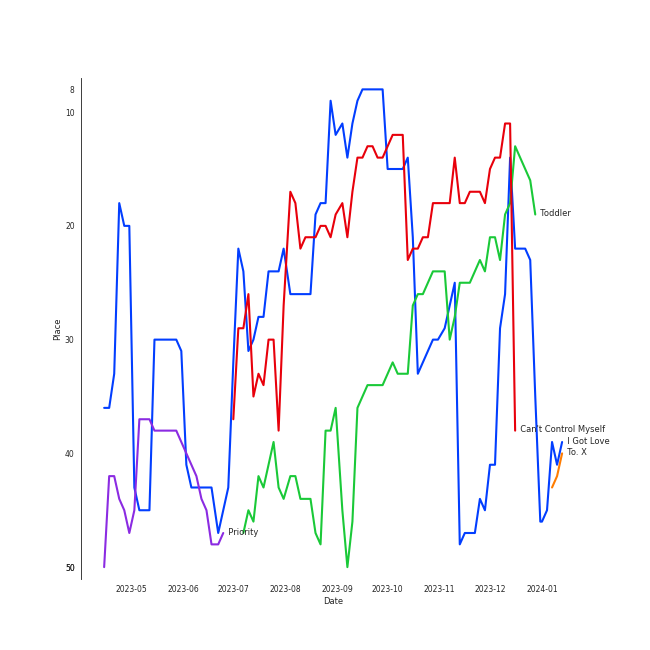 8
10
20
30
40
50
Place
Toddler
Can't Control Myself
I Got Love
To. X
Priority
2023-05 2023-06 2023-07 2023-08 2023-09 2023-10 2023-11 2023-12 2024-01
Date